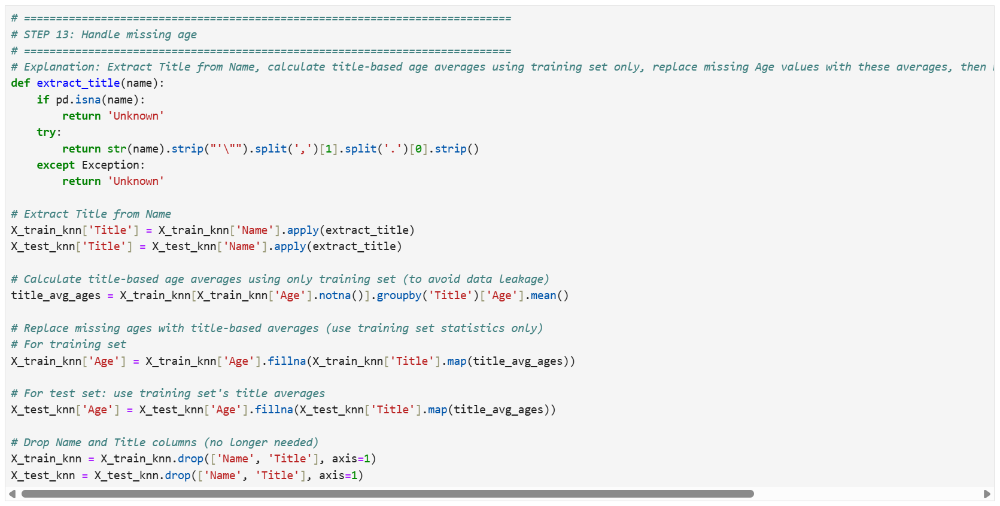 # ============================================================================
# STEP 13: Handle missing age
# ============================================================================
# Explanation: Extract Title from Name, calculate title-based age averages using training set only, replace missing Age values with these averages, then
def extract_title(name):
    if pd.isna(name):
        return 'Unknown'
    try:
        return str(name).strip("'\"").split(',')[1].split('.')[0].strip()
    except Exception:
        return 'Unknown'

# Extract Title from Name
X_train_knn['Title'] = X_train_knn['Name'].apply(extract_title)
X_test_knn['Title'] = X_test_knn['Name'].apply(extract_title)

# Calculate title-based age averages using only training set (to avoid data leakage)
title_avg_ages = X_train_knn[X_train_knn['Age'].notna()].groupby('Title')['Age'].mean()

# Replace missing ages with title-based averages (use training set statistics only)
# For training set
X_train_knn['Age'] = X_train_knn['Age'].fillna(X_train_knn['Title'].map(title_avg_ages))

# For test set: use training set's title averages
X_test_knn['Age'] = X_test_knn['Age'].fillna(X_test_knn['Title'].map(title_avg_ages))

# Drop Name and Title columns (no longer needed)
X_train_knn = X_train_knn.drop(['Name', 'Title'], axis=1)
X_test_knn = X_test_knn.drop(['Name', 'Title'], axis=1)